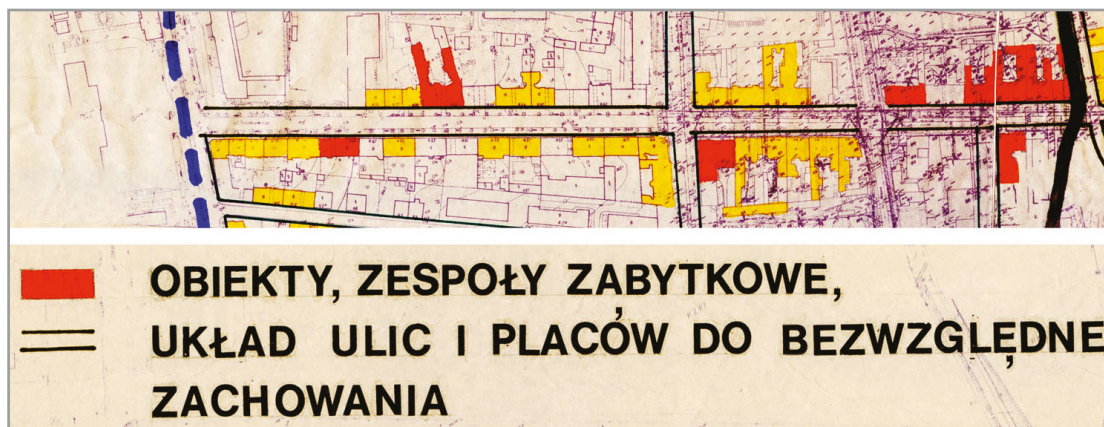 OBIEKTY, ZESPOŁY ZABYTKOWE,
UKŁAD ULIC I PLACÓW DO BEZWZGLĘDNE
ZACHOWANIA